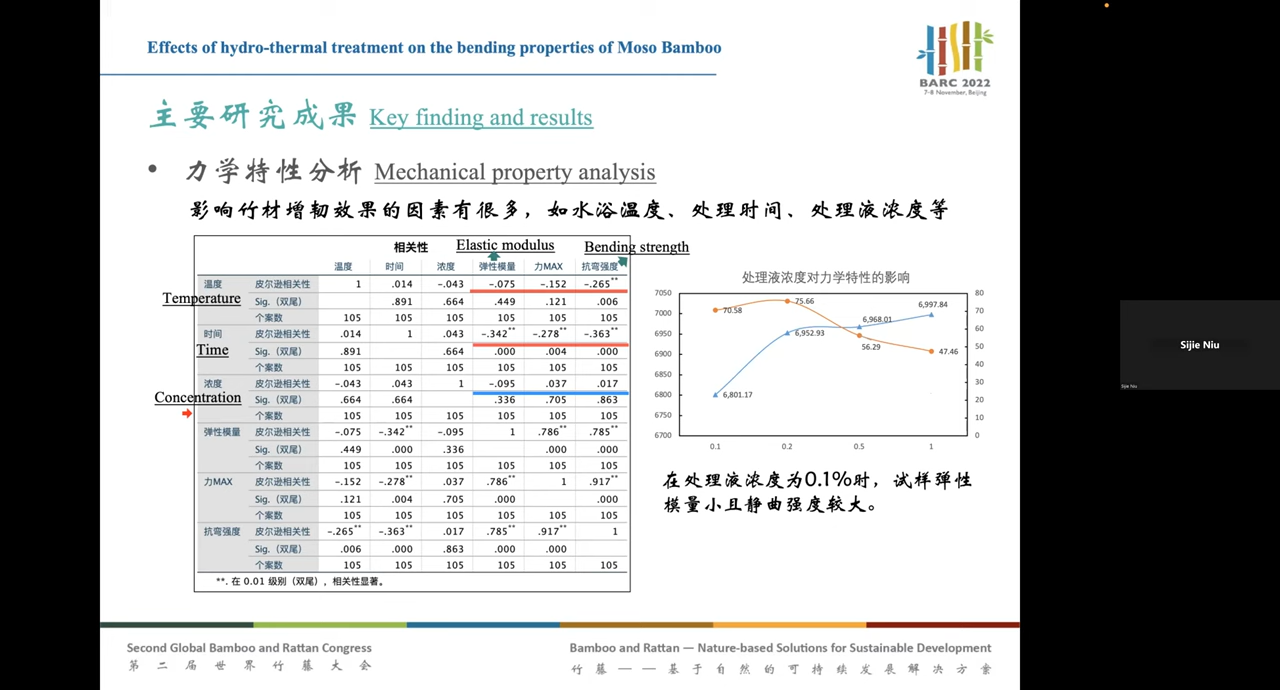 Effects of hydro-thermal treatment on the bending properties of Moso Bamboo
BARC 2022
7-8 November, Beijing
主要研究成果 Key finding and results
• 力学特性分析 Mechanical property analysis
影响竹材增韧效果的因素有很多，如水浴温度、处理时间、处理液浓度等
相关性 Elastic modulus Bending strength
温度 时间 浓度 弹性模量 力MAX 抗弯强度
温度 皮尔逊相关性 1 .014 -.043 -.075 -.152 -.265**
Temperature Sig.（双尾） .891 .664 .449 .121 .006
个案数 105 105 105 105 105 105
时间 皮尔逊相关性 .014 1 .043 -.342** -.278** -.363**
Time Sig.（双尾） .891 .664 .000 .004 .000
个案数 105 105 105 105 105 105
浓度 皮尔逊相关性 -.043 .043 1 -.095 .037 .017
Concentration Sig.（双尾） .664 .664 .336 .705 .863
个案数 105 105 105 105 105 105
弹性模量 皮尔逊相关性 -.075 -.342** -.095 1 .786** .785**
Sig.（双尾） .449 .000 .336 .000 .000
个案数 105 105 105 105 105 105
力MAX 皮尔逊相关性 -.152 -.278** .037 .786** 1 .917**
Sig.（双尾） .121 .004 .705 .000 .000
个案数 105 105 105 105 105 105
抗弯强度 皮尔逊相关性 -.265** -.363** .017 .785** .917** 1
Sig.（双尾） .006 .000 .863 .000 .000
个案数 105 105 105 105 105 105
**. 在 0.01 级别（双尾），相关性显著。
处理液浓度对力学特性的影响
7050 80
7000 70
6950 60
6900 50
6850 40
6800 30
6750 20
6700 10
0
70.58 75.66 56.29 47.46
6,801.17 6,952.93 6,968.01 6,997.84
0.1 0.2 0.5 1
在处理液浓度为0.1%时，试样弹性
模量小且静曲强度较大。
Second Global Bamboo and Rattan Congress
第二届世界竹藤大会
Bamboo and Rattan — Nature-based Solutions for Sustainable Development
竹藤——基于自然的可持续发展解决方案
Sijie Niu
Sijie Niu